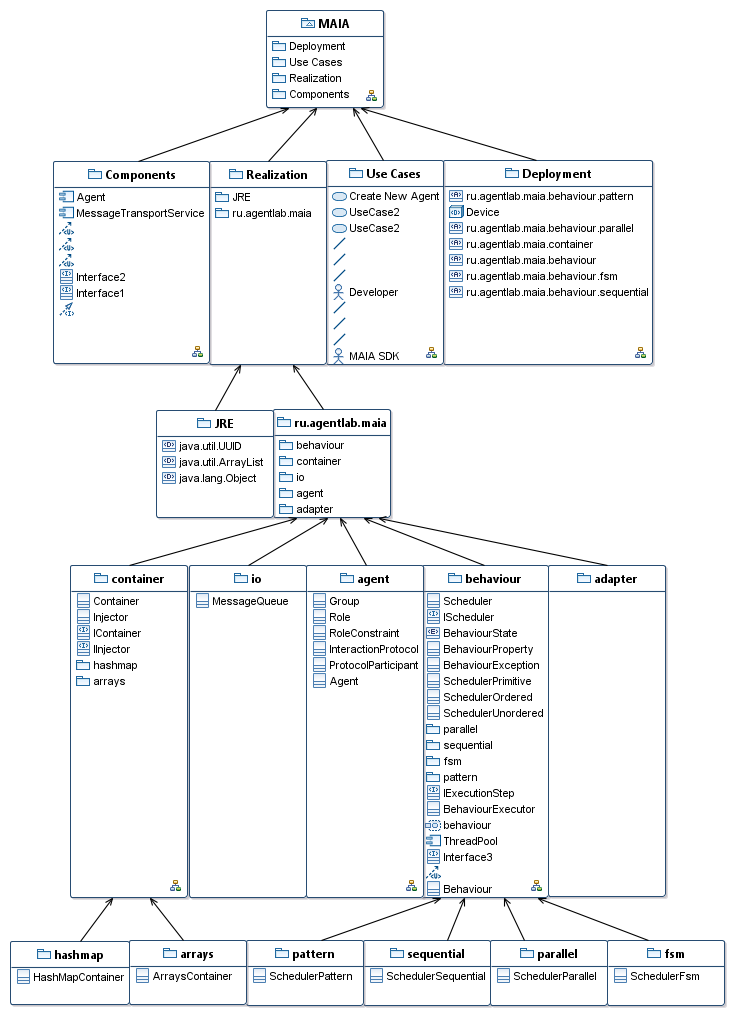 MAIA
Deployment
Use Cases
Realization
Components
Components
Agent
MessageTransportService
Interface2
Interface1
Realization
JRE
ru.agentlab.maia
Use Cases
Create New Agent
UseCase2
UseCase2
Developer
MAIA SDK
Deployment
ru.agentlab.maia.behaviour.pattern
Device
ru.agentlab.maia.behaviour.parallel
ru.agentlab.maia.container
ru.agentlab.maia.behaviour
ru.agentlab.maia.behaviour.fsm
ru.agentlab.maia.behaviour.sequential
JRE
java.util.UUID
java.util.ArrayList
java.lang.Object
ru.agentlab.maia
behaviour
container
io
agent
adapter
container
Container
Injector
IContainer
IInjector
hashmap
arrays
io
MessageQueue
agent
Group
Role
RoleConstraint
InteractionProtocol
ProtocolParticipant
Agent
behaviour
Scheduler
IScheduler
BehaviourState
BehaviourProperty
BehaviourException
SchedulerPrimitive
SchedulerOrdered
SchedulerUnordered
parallel
sequential
fsm
pattern
IExecutionStep
BehaviourExecutor
behaviour
ThreadPool
Interface3
Behaviour
adapter
hashmap
HashMapContainer
arrays
ArraysContainer
pattern
SchedulerPattern
sequential
SchedulerSequential
parallel
SchedulerParallel
fsm
SchedulerFsm